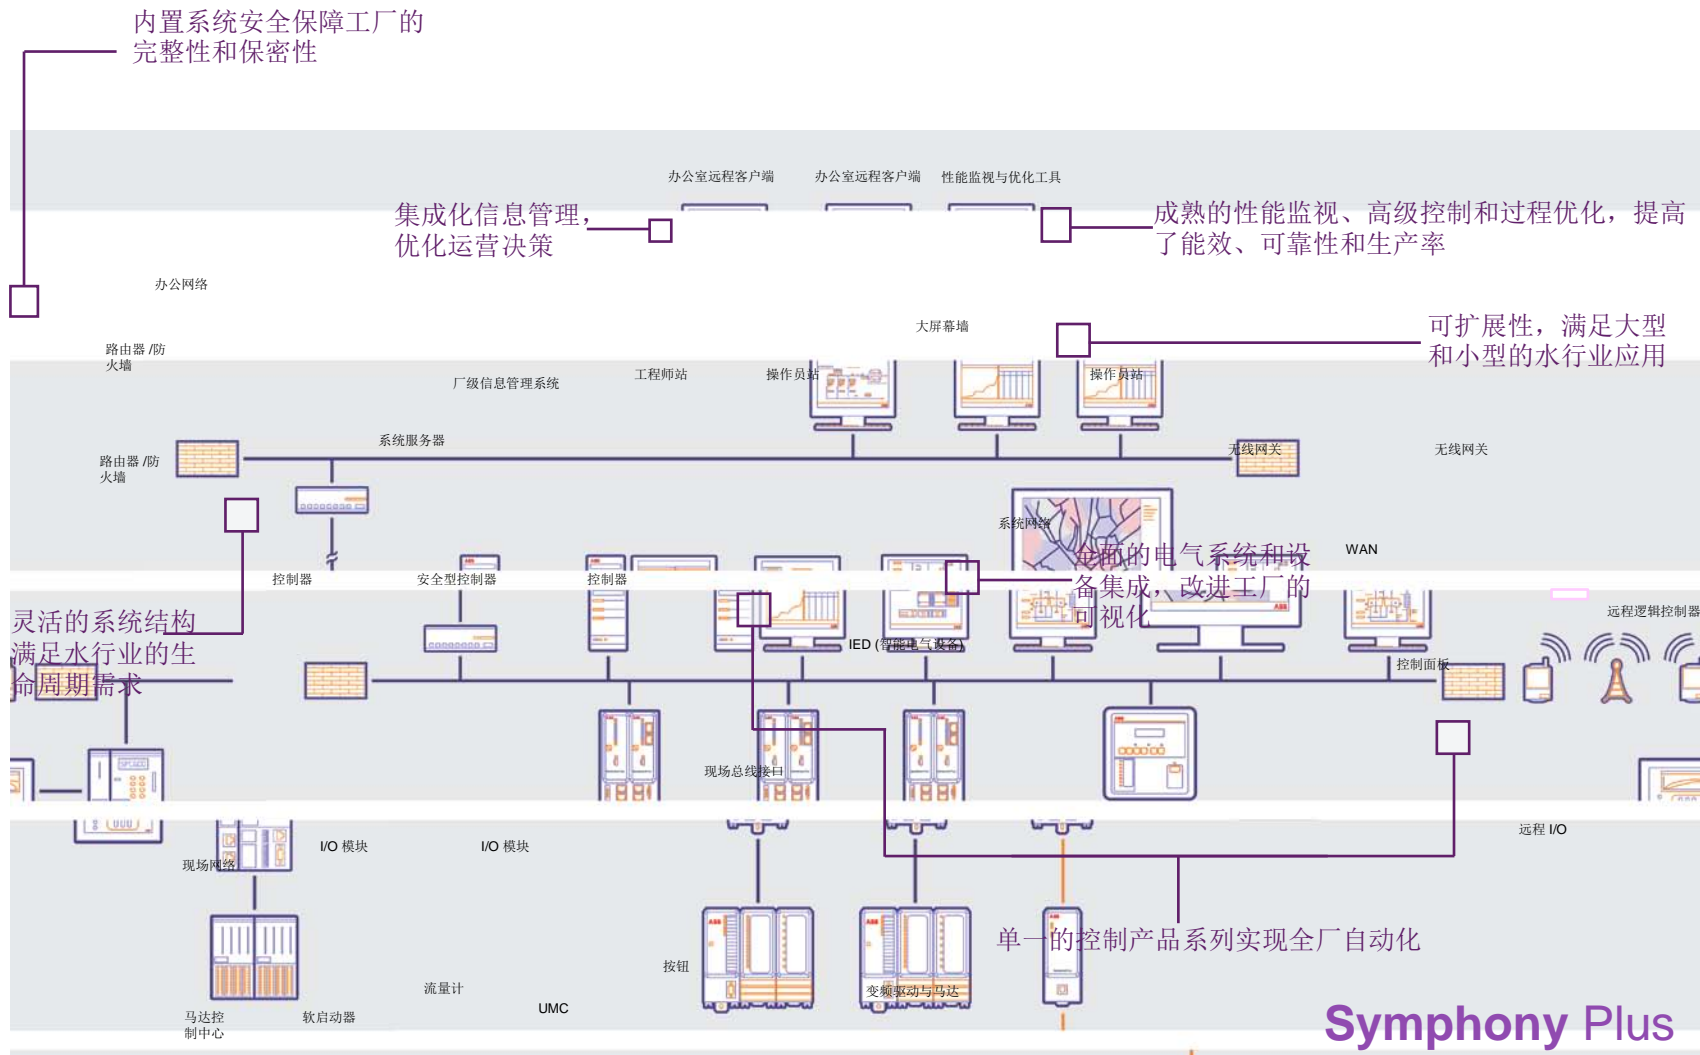 内置系统安全保障工厂的
完整性和保密性
办公室远程客户端
办公室远程客户端
性能监视与优化工具
集成化信息管理，
优化运营决策
成熟的性能监视、高级控制和过程优化，提高
了能效、可靠性和生产率
办公网络
大屏幕墙
可扩展性，满足大型
和小型的水行业应用
路由器 /防
火墙
厂级信息管理系统
工程师站
操作员站
操作员站
系统服务器
路由器 /防
火墙
无线网关
无线网关
系统网络
WAN
全面的电气系统和设
备集成，改进工厂的
可视化
控制器
安全型控制器
控制器
灵活的系统结构
满足水行业的生
命周期需求
远程逻辑控制器
IED (智能电气设备)
控制面板
现场总线接口
远程 I/O
I/O 模块
I/O 模块
现场网络
单一的控制产品系列实现全厂自动化
按钮
流量计
变频驱动与马达
UMC
马达控
制中心
软启动器
Symphony Plus